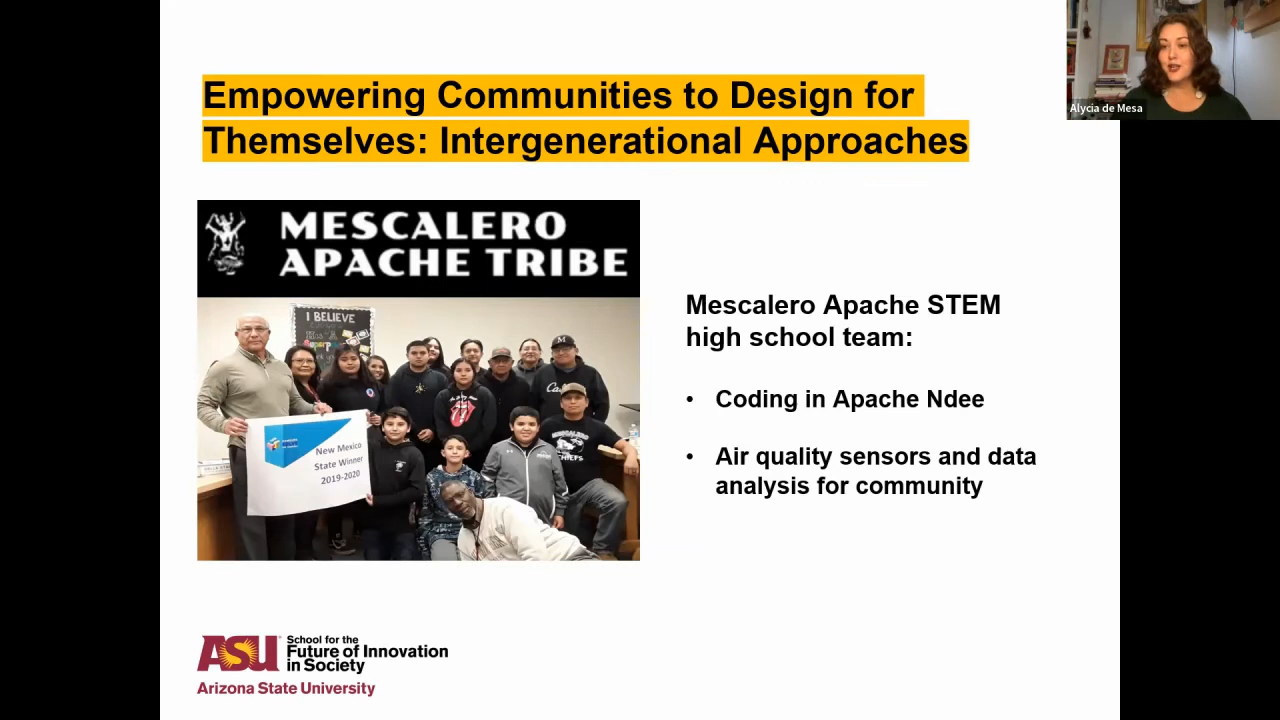 Alycia de Mesa
Empowering Communities to Design for
Themselves: Intergenerational Approaches
MESCALERO
APACHE TRIBE
I BELIEVE
New Mexico
State Winner
2019-2020
M
MESCALERO
CHIEFS
Mescalero Apache STEM
high school team:
• Coding in Apache Ndee
• Air quality sensors and data
analysis for community
ASU
School for the
Future of Innovation
in Society
Arizona State University